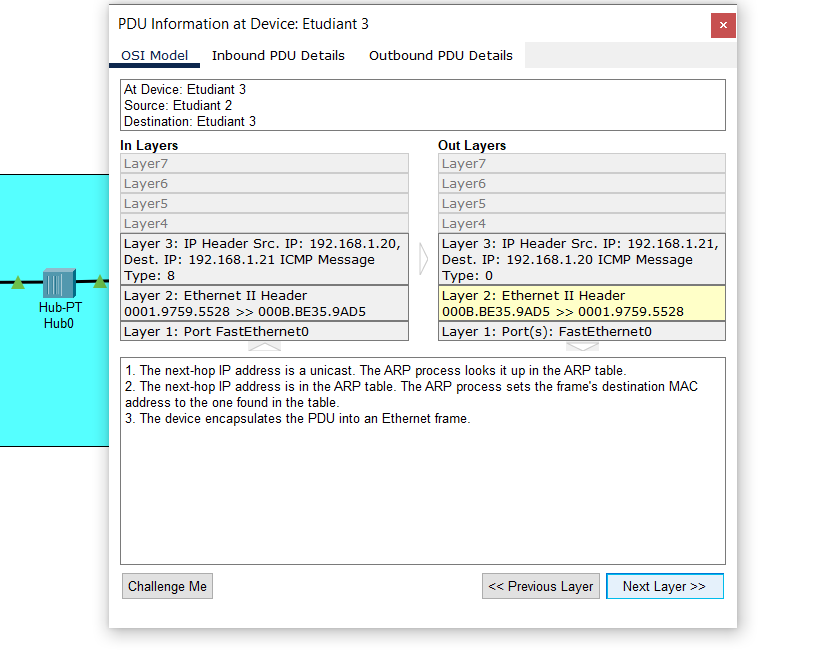 PDU Information at Device: Etudiant 3
OSI Model
Inbound PDU Details
Outbound PDU Details
At Device: Etudiant 3
Source: Etudiant 2
Destination: Etudiant 3
In Layers
Layer7
Layer6
Layer5
Layer4
Layer 3: IP Header Src. IP: 192.168.1.20,
Dest. IP: 192.168.1.21 ICMP Message
Type: 8
Layer 2: Ethernet II Header
0001.9759.5528 >> 000B.BE35.9AD5
Layer 1: Port FastEthernet0
Out Layers
Layer7
Layer6
Layer5
Layer4
Layer 3: IP Header Src. IP: 192.168.1.21,
Dest. IP: 192.168.1.20 ICMP Message
Type: 0
Layer 2: Ethernet II Header
000B.BE35.9AD5 >> 0001.9759.5528
Layer 1: Port(s): FastEthernet0
Hub-PT
Hub0
1. The next-hop IP address is a unicast. The ARP process looks it up in the ARP table.
2. The next-hop IP address is in the ARP table. The ARP process sets the frame's destination MAC
address to the one found in the table.
3. The device encapsulates the PDU into an Ethernet frame.
Challenge Me
<< Previous Layer
Next Layer >>